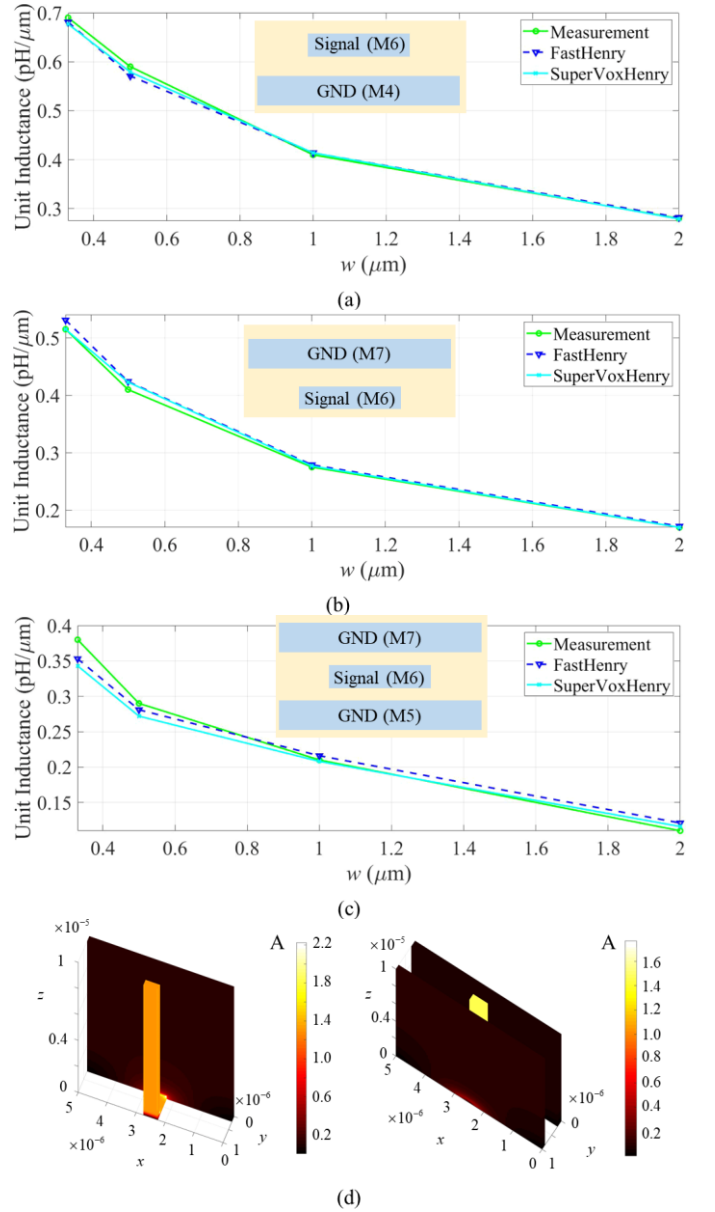 0.7
0.6
0.5
0.4
0.3
Unit Inductance (pH/μm)
Signal (M6)
GND (M4)
Measurement
FastHenry
SuperVoxHenry
0.4 0.6 0.8 1 1.2 1.4 1.6 1.8 2
w (μm)
(a)
0.5
0.4
0.3
0.2
Unit Inductance (pH/μm)
GND (M7)
Signal (M6)
Measurement
FastHenry
SuperVoxHenry
0.4 0.6 0.8 1 1.2 1.4 1.6 1.8 2
w (μm)
(b)
0.4
0.35
0.3
0.25
0.2
0.15
Unit Inductance (pH/μm)
GND (M7)
Signal (M6)
GND (M5)
Measurement
FastHenry
SuperVoxHenry
0.4 0.6 0.8 1 1.2 1.4 1.6 1.8 2
w (μm)
(c)
×10⁻⁵
1
z
0.4
0
5
4
3
2
1
0
×10⁻⁶
x
×10⁻⁶
0
y
1
A
2.2
1.8
1.4
1.0
0.6
0.2
×10⁻⁵
1
z
0.4
0
5
4
3
2
1
0
×10⁻⁶
x
×10⁻⁶
0
y
1
A
1.6
1.4
1.2
1.0
0.8
0.6
0.4
0.2
(d)